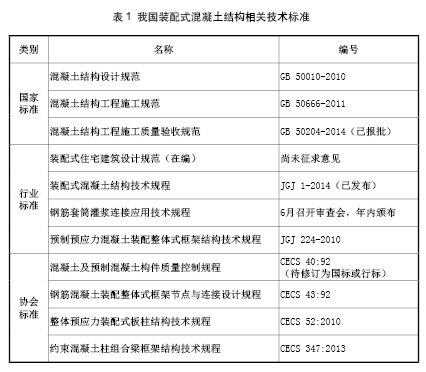 表1 我国装配式混凝土结构相关技术标准
类别 名称 编号
国家标准
混凝土结构设计规范 GB 50010-2010
混凝土结构工程施工规范 GB 50666-2011
混凝土结构工程施工质量验收规范 GB 50204-2014（已报批）
行业标准
装配式住宅建筑设计规范（在编） 尚未征求意见
装配式混凝土结构技术规程 JGJ 1-2014（已发布）
钢筋套筒灌浆连接应用技术规程 6月召开审查会，年内颁布
预制预应力混凝土装配整体式框架结构技术规程 JGJ 224-2010
协会标准
混凝土及预制混凝土构件质量控制规程 CECS 40:92
（待修订为国标或行标）
钢筋混凝土装配整体式框架节点与连接设计规程 CECS 43:92
整体预应力装配式板柱结构技术规程 CECS 52:2010
约束混凝土柱组合梁框架结构技术规程 CECS 347:2013